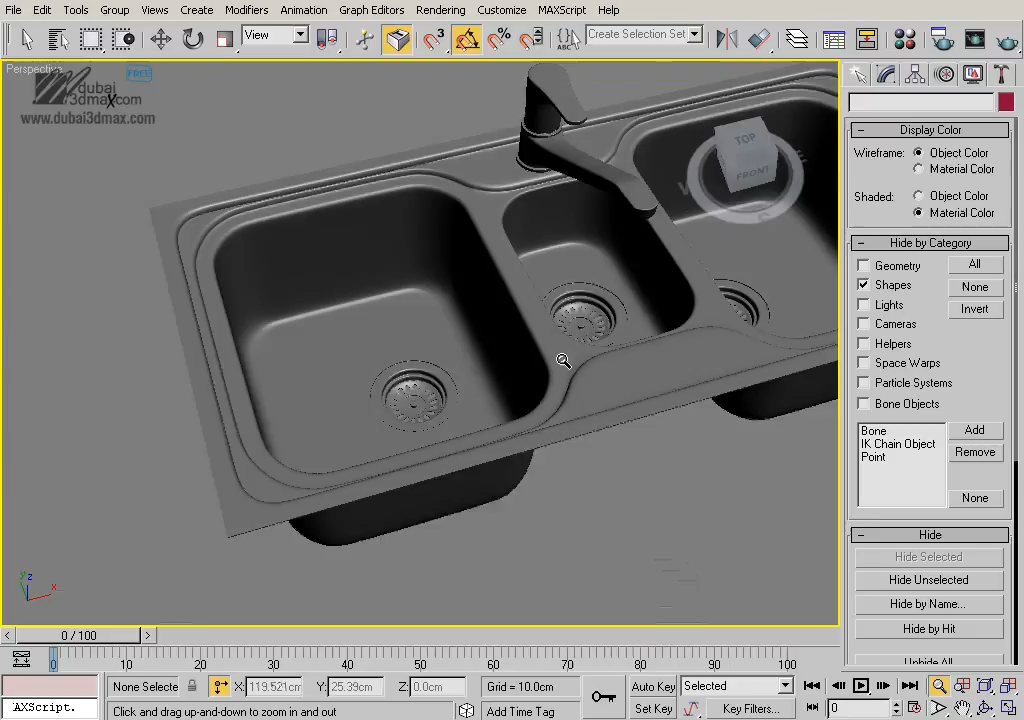 File Edit Tools Group Views Create Modifiers Animation Graph Editors Rendering Customize MAXScript Help
View
3
%
ABC
Create Selection Set
Perspective
FREE
dubai
3dmaxcom
www.dubai3dmax.com
TOP
FRONT
W
E
S
Display Color
Wireframe: Object Color
Material Color
Shaded: Object Color
Material Color
Hide by Category
Geometry All
Shapes None
Lights Invert
Cameras
Helpers
Space Warps
Particle Systems
Bone Objects
Bone
IK Chain Object
Point
Add
Remove
None
Hide
Hide Selected
Hide Unselected
Hide by Name...
Hide by Hit
Unhide All
y z x
< 0 / 100 >
0 10 20 30 40 50 60 70 80 90 100
None Selecte X: 119.521cm Y: 25.39cm Z: 0.0cm Grid = 10.0cm Auto Key Selected
AXScript. Click and drag up-and-down to zoom in and out Add Time Tag Set Key Key Filters... 0